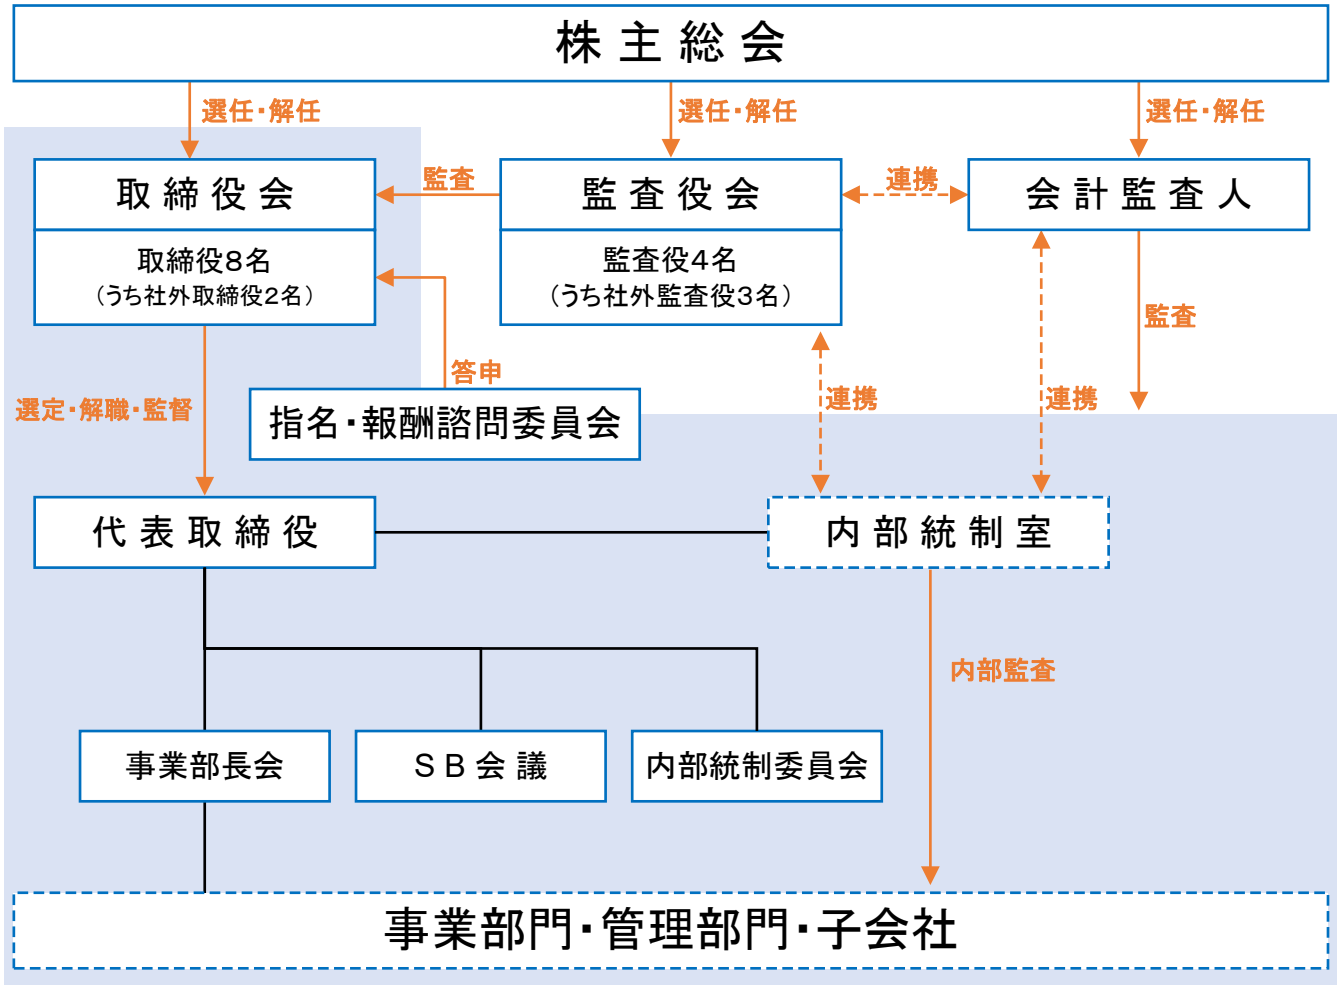 株主総会
選任・解任
選任・解任
選任・解任
取締役会
監査
監査役会
連携
会計監査人
取締役8名
（うち社外取締役2名）
監査役4名
（うち社外監査役3名）
監査
答申
選定・解職・監督
指名・報酬諮問委員会
連携
連携
代表取締役
内部統制室
内部監査
事業部長会
SB会議
内部統制委員会
事業部門・管理部門・子会社